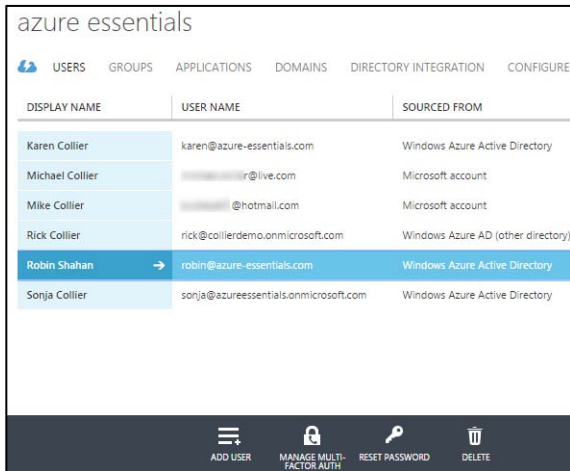 azure essentials
USERS GROUPS APPLICATIONS DOMAINS DIRECTORY INTEGRATION CONFIGURE
DISPLAY NAME USER NAME SOURCED FROM
Karen Collier karen@azure-essentials.com Windows Azure Active Directory
Michael Collier r@live.com Microsoft account
Mike Collier @hotmail.com Microsoft account
Rick Collier rick@collierdemo.onmicrosoft.com Windows Azure AD (other directory)
Robin Shahan → robin@azure-essentials.com Windows Azure Active Directory
Sonja Collier sonja@azureessentials.onmicrosoft.com Windows Azure Active Directory
ADD USER MANAGE MULTI- RESET PASSWORD DELETE
FACTOR AUTH